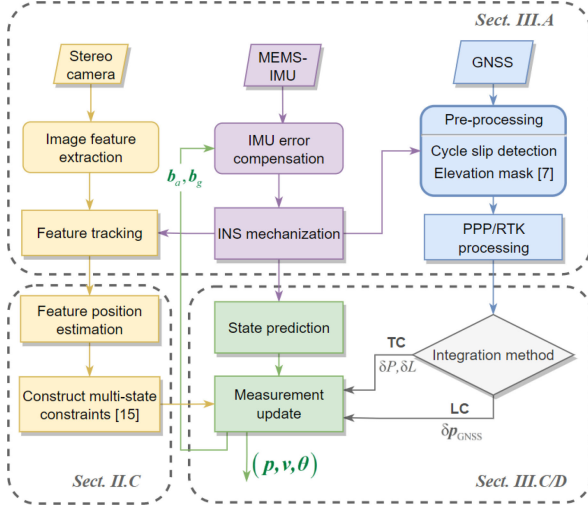 Sect. III.A
Stereo
camera
MEMS-
IMU
GNSS
Image feature
extraction
IMU error
compensation
Pre-processing
Cycle slip detection
Elevation mask [7]
b_a, b_g
Feature tracking
INS mechanization
PPP/RTK
processing
Feature position
estimation
State prediction
Integration method
TC
δP,δL
Construct multi-state
constraints [15]
Measurement
update
LC
δp_GNSS
(p,v,θ)
Sect. II.C
Sect. III.C/D